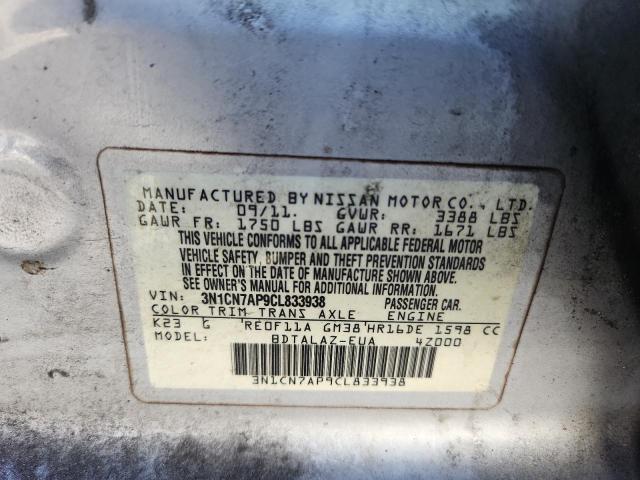 MANUFACTURED BY NISSAN MOTOR CO., LTD.
DATE: 09/11. GVWR: 3388 LBS
GAWR FR: 1750 LBS GAWR RR: 1671 LBS
THIS VEHICLE CONFORMS TO ALL APPLICABLE FEDERAL MOTOR
VEHICLE SAFETY, BUMPER AND THEFT PREVENTION STANDARDS
IN EFFECT ON THE DATE OF MANUFACTURE SHOWN ABOVE.
SEE OWNER'S MANUAL FOR ADDITIONAL INFORMATION.
VIN: 3N1CN7AP9CL833938 PASSENGER CAR.
COLOR TRIM TRANS AXLE ENGINE
K23 G RE0F11A GM38 HR16DE 1598 CC
MODEL: BDTALAZ-EUA 4Z000
3N1CN7AP9CL833938